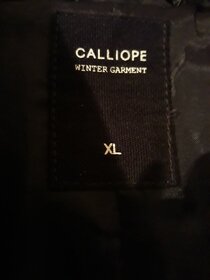 CALLIOPE
WINTER GARMENT
XL